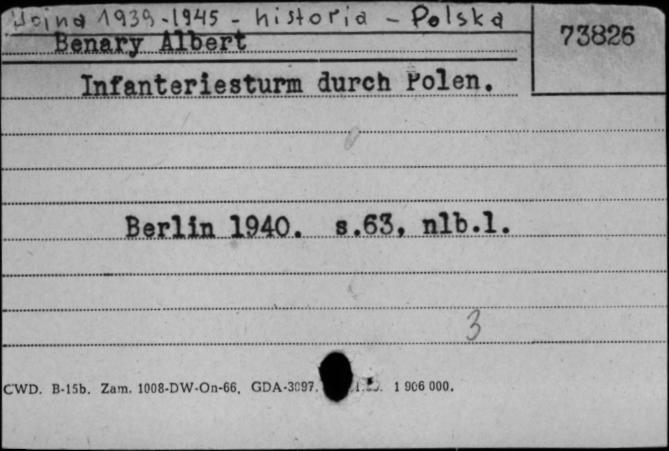 Wojna 1939-1945 - historia - Polska
73826
Benary Albert
Infanteriesturm durch Polen.
Berlin 1940. s.63, nlb.1.
3
CWD. B-15b. Zam. 1008-DW-On-66, GDA-3097. 1 906 000.